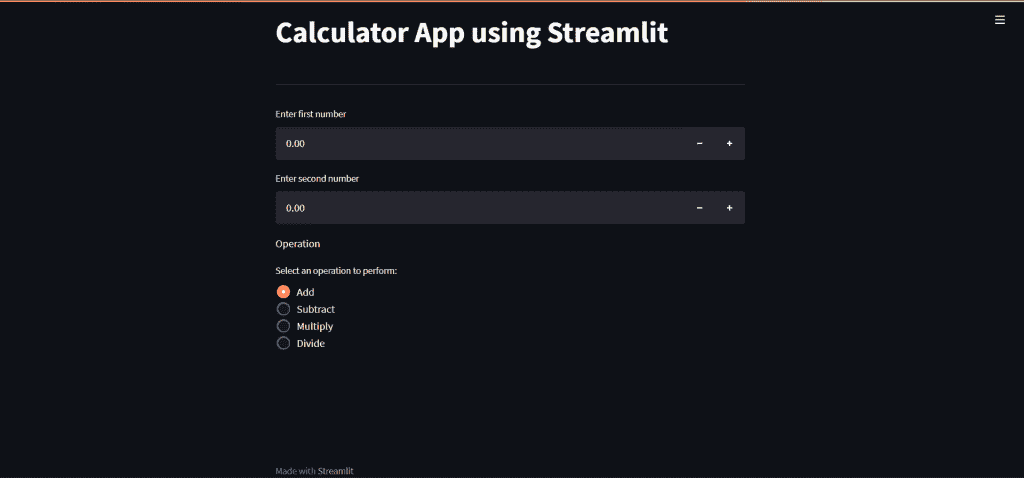 Calculator App using Streamlit
Enter first number
0.00 − +
Enter second number
0.00 − +
Operation
Select an operation to perform:
Add
Subtract
Multiply
Divide
Made with Streamlit